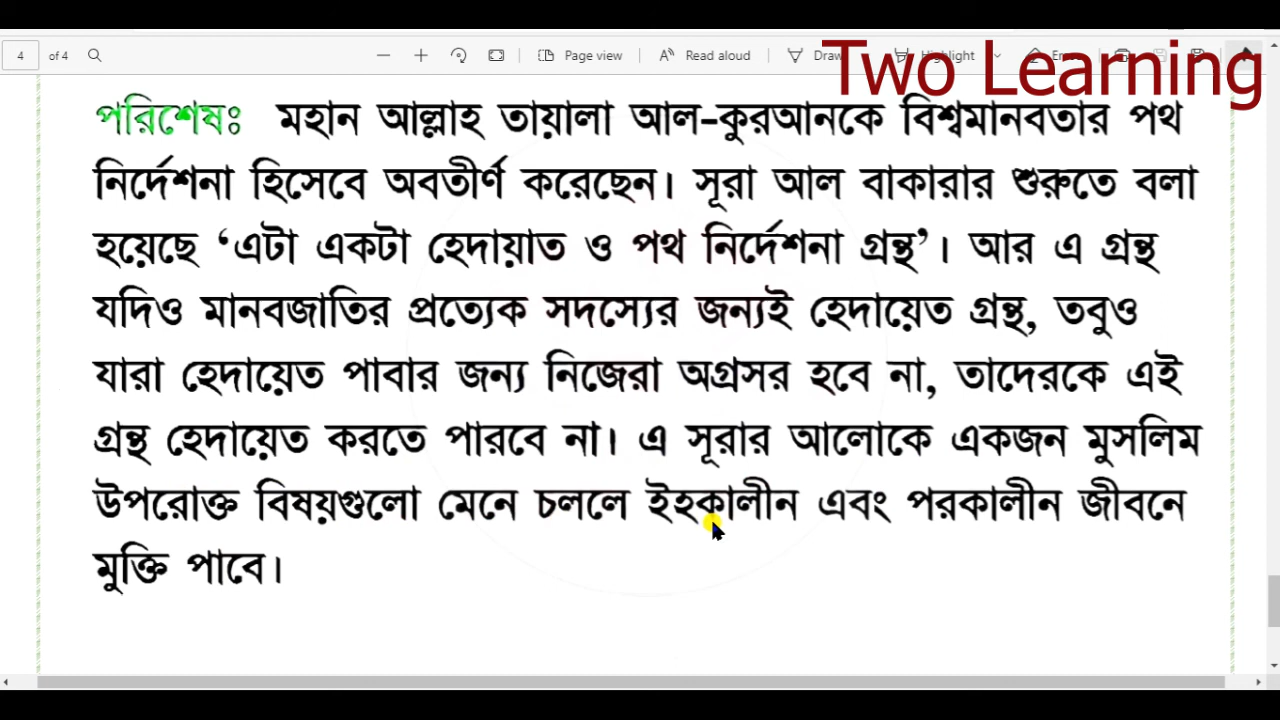 4 of 4 Page view Read aloud Draw Highlight
Two Learning
পরিশেষঃ মহান আল্লাহ তায়ালা আল-কুরআনকে বিশ্বমানবতার পথ
নির্দেশনা হিসেবে অবতীর্ণ করেছেন। সূরা আল বাকারার শুরুতে বলা
হয়েছে ‘এটা একটা হেদায়াত ও পথ নির্দেশনা গ্রন্থ’। আর এ গ্রন্থ
যদিও মানবজাতির প্রত্যেক সদস্যের জন্যই হেদায়েত গ্রন্থ, তবুও
যারা হেদায়েত পাবার জন্য নিজেরা অগ্রসর হবে না, তাদেরকে এই
গ্রন্থ হেদায়েত করতে পারবে না। এ সূরার আলোকে একজন মুসলিম
উপরোক্ত বিষয়গুলো মেনে চললে ইহকালীন এবং পরকালীন জীবনে
মুক্তি পাবে।